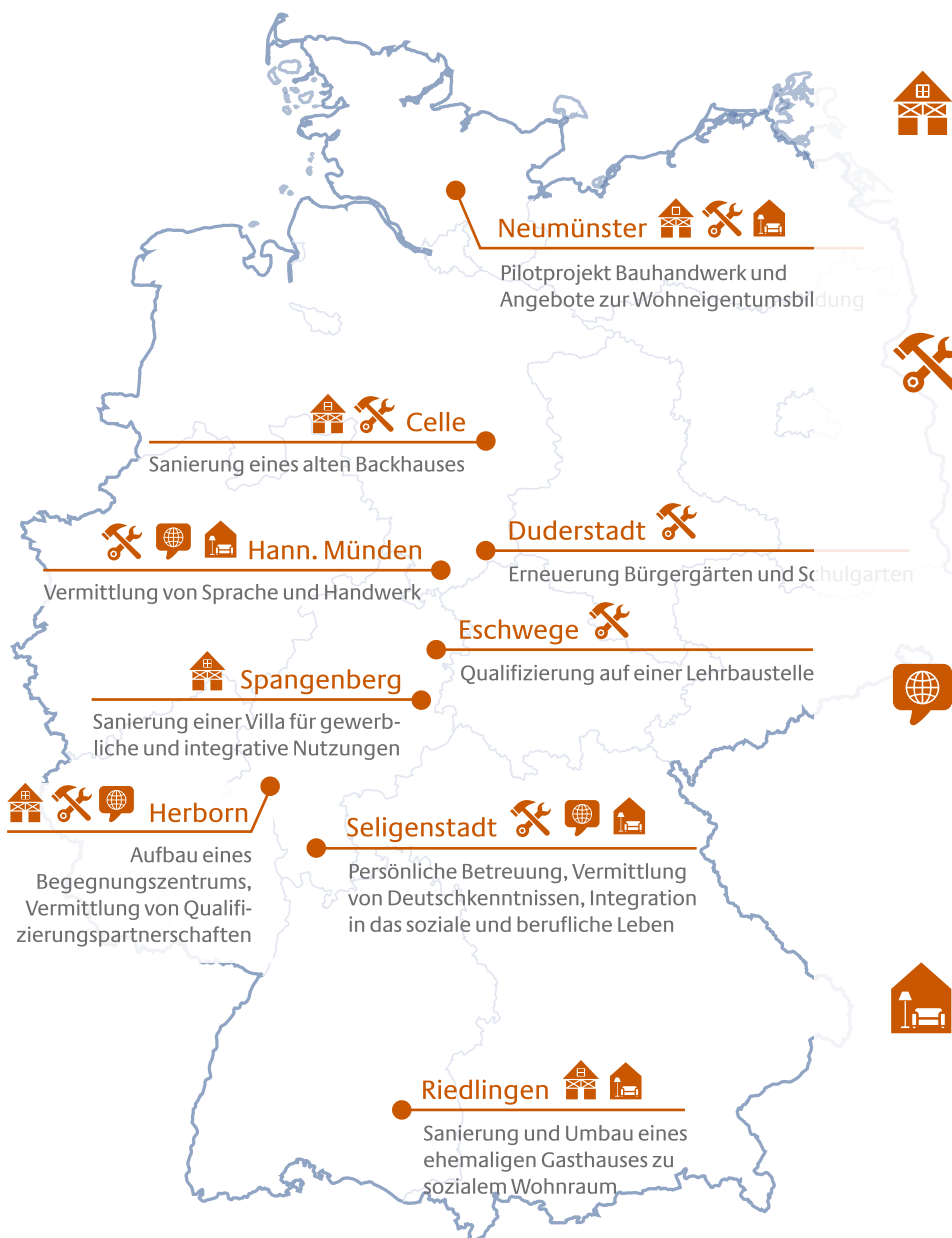 Neumünster
Pilotprojekt Bauhandwerk und
Angebote zur Wohneigentumsbildung
Celle
Sanierung eines alten Backhauses
Duderstadt
Erneuerung Bürgergärten und Schulgarten
Hann. Münden
Vermittlung von Sprache und Handwerk
Eschwege
Qualifizierung auf einer Lehrbaustelle
Spangenberg
Sanierung einer Villa für gewerb-
liche und integrative Nutzungen
Herborn
Aufbau eines
Begegnungszentrums,
Vermittlung von Qualifi-
zierungspartnerschaften
Seligenstadt
Persönliche Betreuung, Vermittlung
von Deutschkenntnissen, Integration
in das soziale und berufliche Leben
Riedlingen
Sanierung und Umbau eines
ehemaligen Gasthauses zu
sozialem Wohnraum